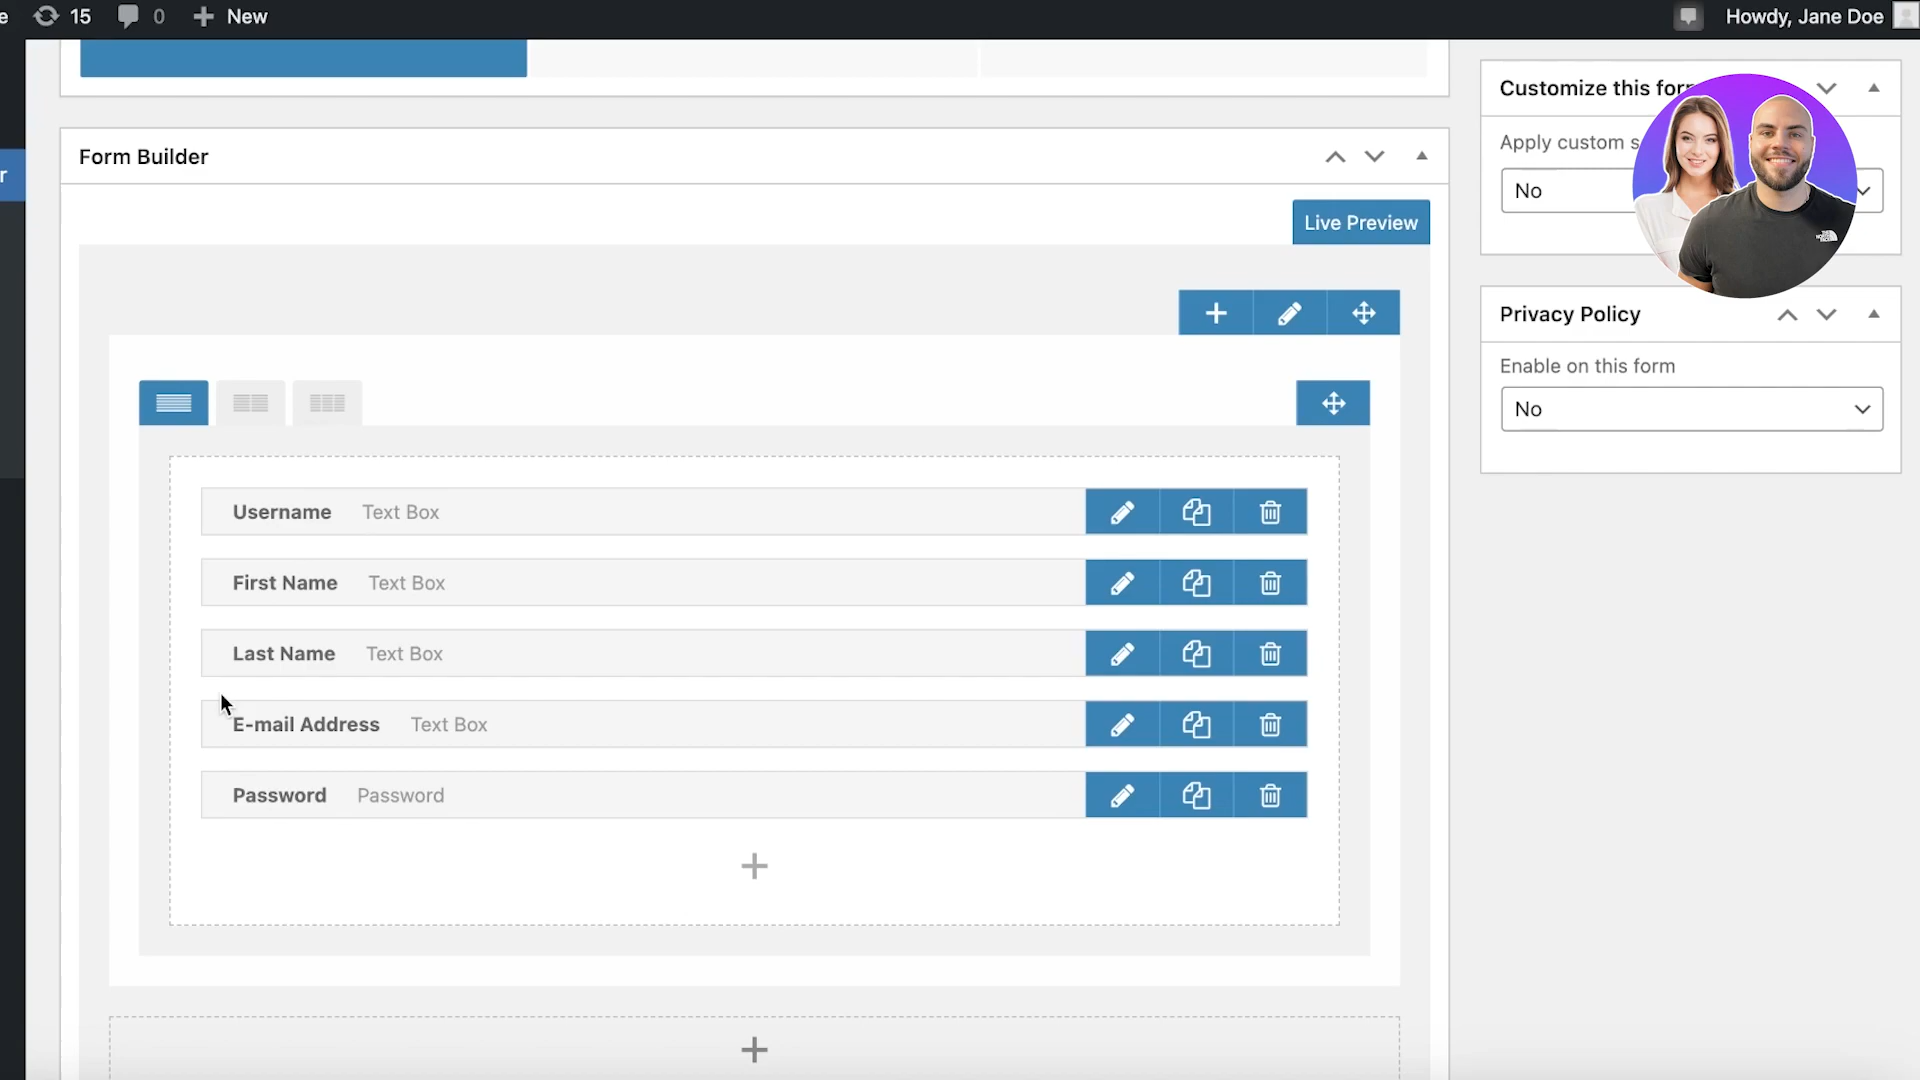 e 15 0 New Howdy, Jane Doe
r
Customize this for
Apply custom s
No
Form Builder
Live Preview
Privacy Policy
Enable on this form
No
Username Text Box
First Name Text Box
Last Name Text Box
E-mail Address Text Box
Password Password